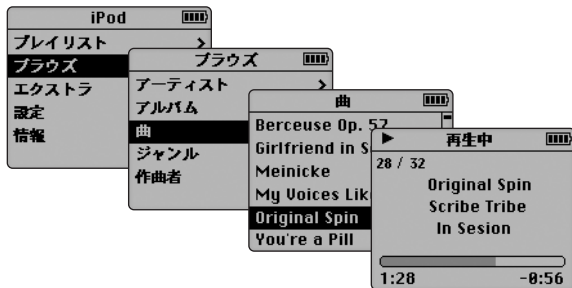 iPod
プレイリスト >
ブラウズ
エクストラ
設定
情報
ブラウズ
アーティスト >
アルバム
曲
ジャンル
作曲者
曲
Berceuse Op. 57
Girlfriend in S
Meinicke
My Voices Lik
Original Spin
You're a Pill
再生中
28 / 32
Original Spin
Scribe Tribe
In Sesion
1:28 -0:56